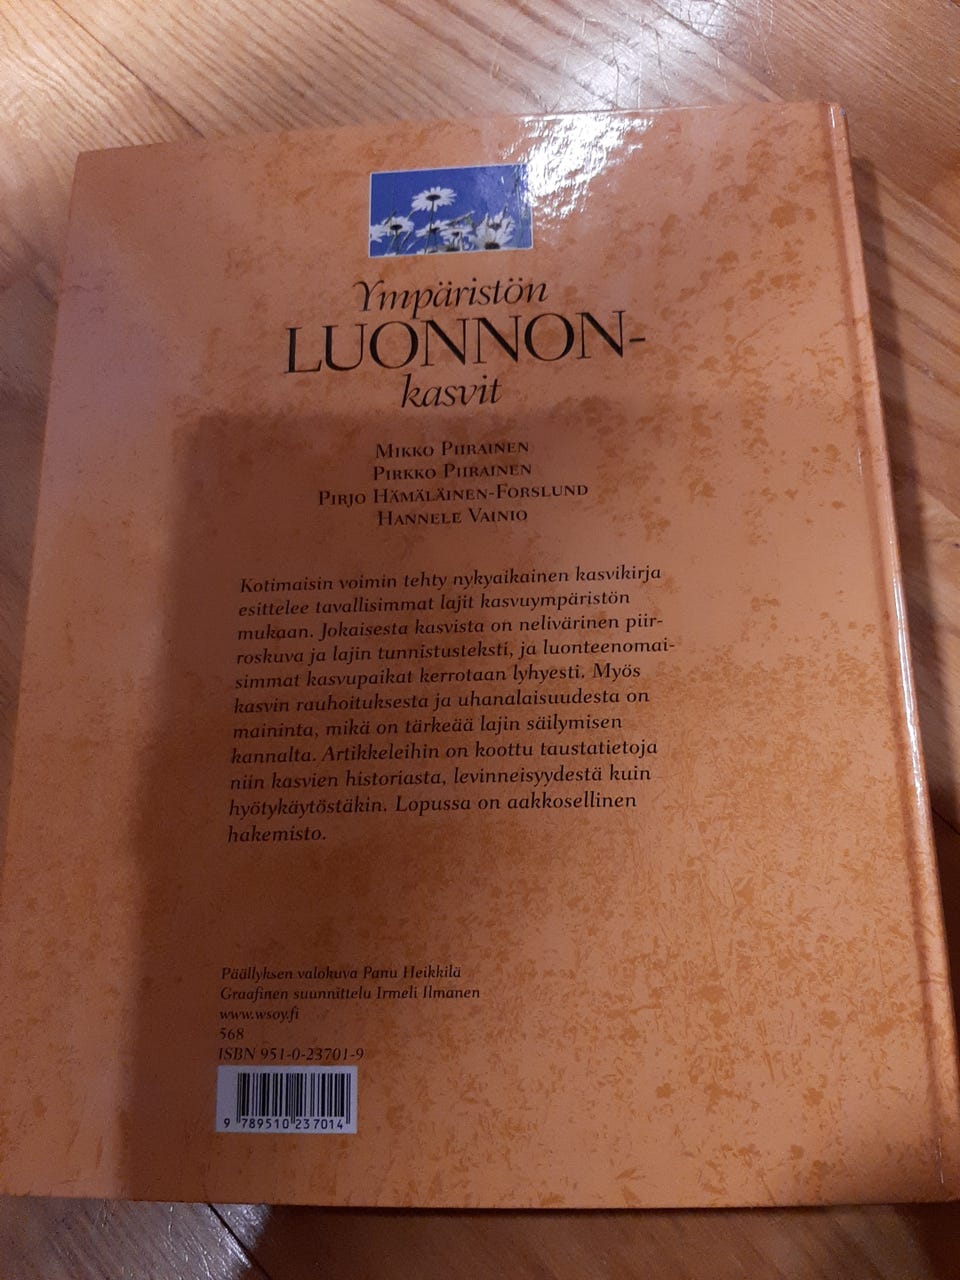 Ympäristön
LUONNON-
kasvit
MIKKO PIIRAINEN
PIRKKO PIIRAINEN
PIRJO HÄMÄLÄINEN-FORSLUND
HANNELE VAINIO
Kotimaisin voimin tehty nykyaikainen kasvikirja
esittelee tavallisimmat lajit kasvuympäristön
mukaan. Jokaisesta kasvista on nelivärinen piir-
roskuva ja lajin tunnistusteksti, ja luonteenomai-
simmat kasvupaikat kerrotaan lyhyesti. Myös
kasvin rauhoituksesta ja uhanalaisuudesta on
maininta, mikä on tärkeää lajin säilymisen
kannalta. Artikkeleihin on koottu taustatietoja
niin kasvien historiasta, levinneisyydestä kuin
hyötykäytöstäkin. Lopussa on aakkosellinen
hakemisto.
Päällyksen valokuva Panu Heikkilä
Graafinen suunnittelu Irmeli Ilmanen
www.wsoy.fi
568
ISBN 951-0-23701-9
9 789510 237014